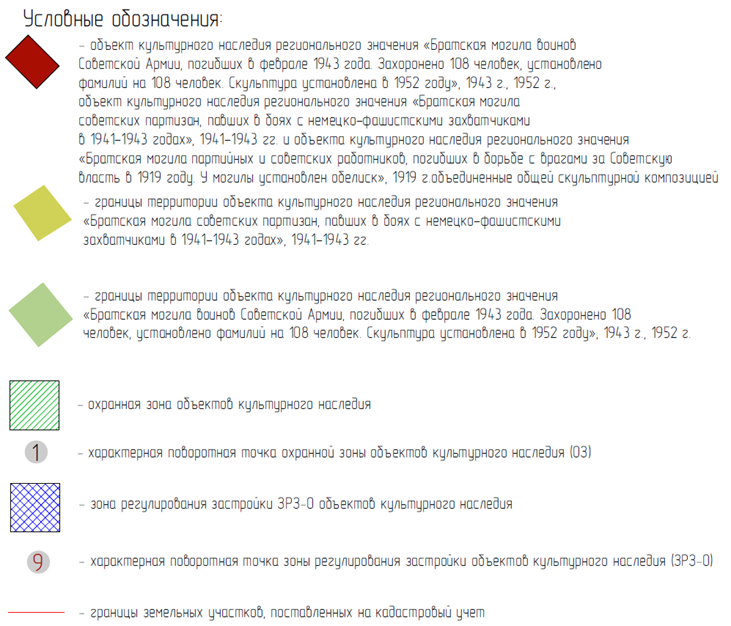 Условные обозначения:
– объект культурного наследия регионального значения «Братская могила воинов
Советской Армии, погибших в феврале 1943 года. Захоронено 108 человек, установлено
фамилий на 108 человек. Скульптура установлена в 1952 году», 1943 г., 1952 г.,
объект культурного наследия регионального значения «Братская могила
советских партизан, павших в боях с немецко-фашистскими захватчиками
в 1941-1943 годах», 1941-1943 гг. и объекта культурного наследия регионального значения
«Братская могила партийных и советских работников, погибших в борьбе с врагами за Советскую
власть в 1919 году. У могилы установлен обелиск», 1919 г.объединенные общей скульптурной композицией
– границы территории объекта культурного наследия регионального значения
«Братская могила советских партизан, павших в боях с немецко-фашистскими
захватчиками в 1941-1943 годах», 1941-1943 гг.
– границы территории объекта культурного наследия регионального значения
«Братская могила воинов Советской Армии, погибших в феврале 1943 года. Захоронено 108
человек, установлено фамилий на 108 человек. Скульптура установлена в 1952 году», 1943 г., 1952 г.
– охранная зона объектов культурного наследия
1 – характерная поворотная точка охранной зоны объектов культурного наследия (ОЗ)
– зона регулирования застройки ЗРЗ-О объектов культурного наследия
9 – характерная поворотная точка зоны регулирования застройки объектов культурного наследия (ЗРЗ-О)
– границы земельных участков, поставленных на кадастровый учет